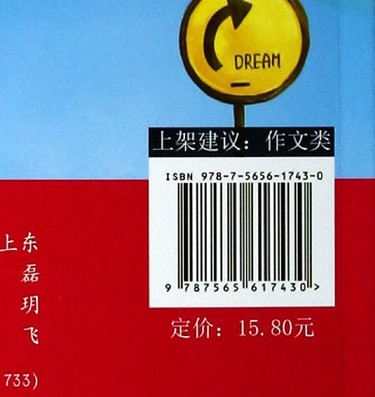 DREAM
上架建议：作文类
ISBN 978-7-5656-1743-0
9 787565 617430 >
定价：15.80元
上东
磊
玥
飞
733)